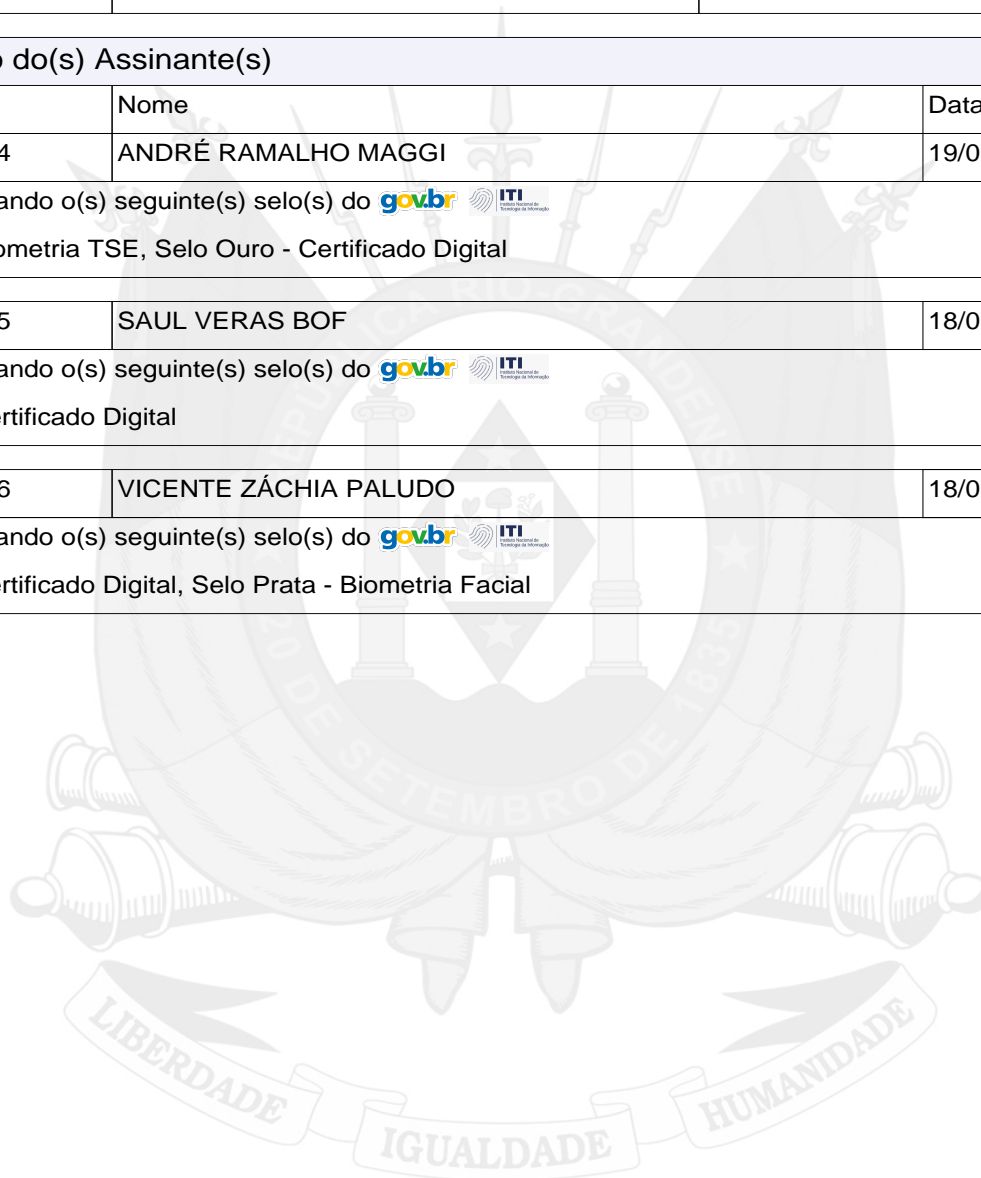 o do(s) Assinante(s)
Nome Data
4 ANDRÉ RAMALHO MAGGI 19/0
ando o(s) seguinte(s) selo(s) do gov.br ITI
ometria TSE, Selo Ouro - Certificado Digital
5 SAUL VERAS BOF 18/0
ando o(s) seguinte(s) selo(s) do gov.br ITI
ertificado Digital
6 VICENTE ZÁCHIA PALUDO 18/0
ando o(s) seguinte(s) selo(s) do gov.br ITI
ertificado Digital, Selo Prata - Biometria Facial
REPÚBLICA RIO-GRANDENSE
20 DE SETEMBRO DE 1835
LIBERDADE IGUALDADE HUMANIDADE